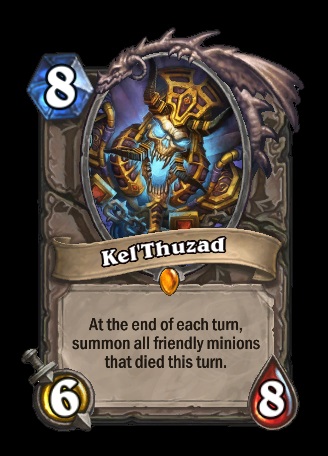 8
Kel'Thuzad
At the end of each turn,
summon all friendly minions
that died this turn.
6
8